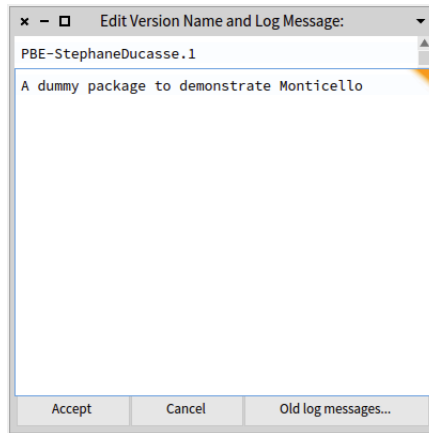 Edit Version Name and Log Message:
PBE-StephaneDucasse.1
A dummy package to demonstrate Monticello
Accept Cancel Old log messages...